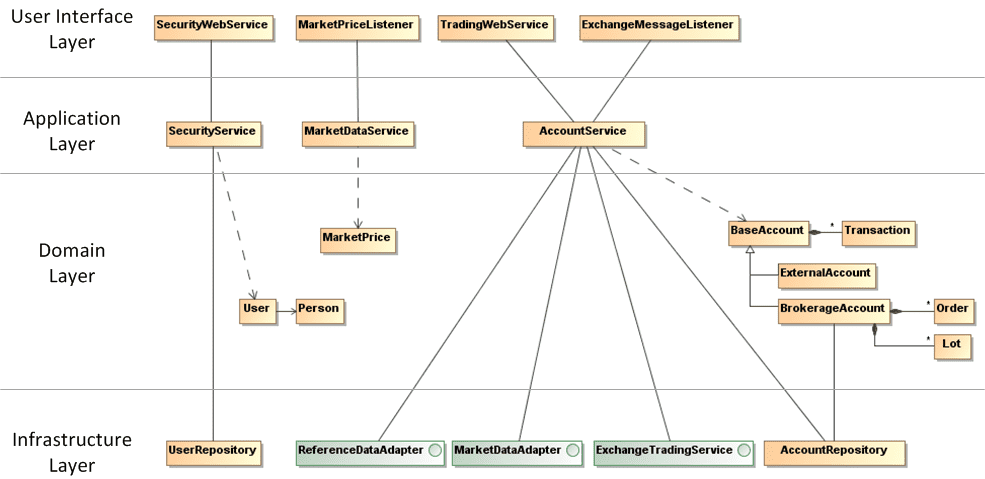 User Interface
Layer
SecurityWebService
MarketPriceListener
TradingWebService
ExchangeMessageListener
Application
Layer
SecurityService
MarketDataService
AccountService
Domain
Layer
MarketPrice
BaseAccount
*
Transaction
ExternalAccount
User
Person
BrokerageAccount
*
Order
*
Lot
Infrastructure
Layer
UserRepository
ReferenceDataAdapter
MarketDataAdapter
ExchangeTradingService
AccountRepository